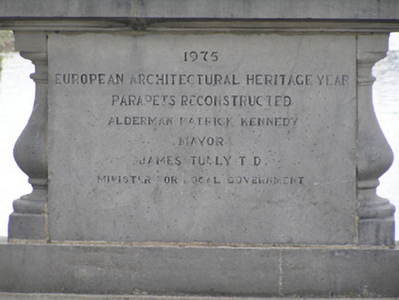 1975
EUROPEAN ARCHITECTURAL HERITAGE YEAR
PARAPETS RECONSTRUCTED
ALDERMAN PATRICK KENNEDY
MAYOR
JAMES TULLY T.D.
MINISTER FOR LOCAL GOVERNMENT